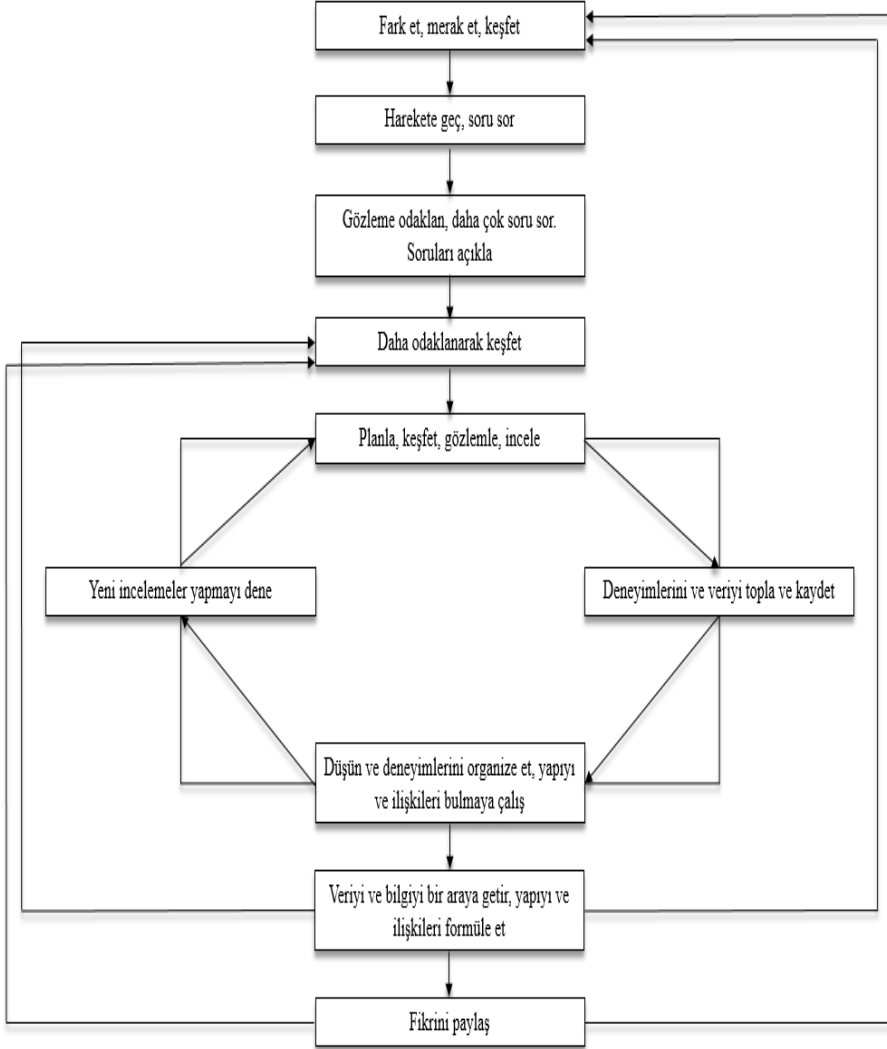 Fark et, merak et, keşfet
Harekete geç, soru sor
Gözleme odaklan, daha çok soru sor.
Soruları açıkla
Daha odaklanarak keşfet
Planla, keşfet, gözlemle, incele
Yeni incelemeler yapmayı dene
Deneyimlerini ve veriyi topla ve kaydet
Düşün ve deneyimlerini organize et, yapıyı
ve ilişkileri bulmaya çalış
Veriyi ve bilgiyi bir araya getir, yapıyı ve
ilişkileri formüle et
Fikrini paylaş